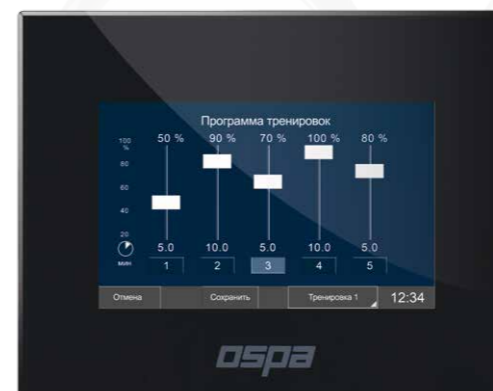 Программа тренировок
100 % 50 % 90 % 70 % 100 % 80 %
80
60
40
20
мин 5.0 10.0 5.0 10.0 5.0
1 2 3 4 5
Отмена Сохранить Тренировка 1 12:34
ospa